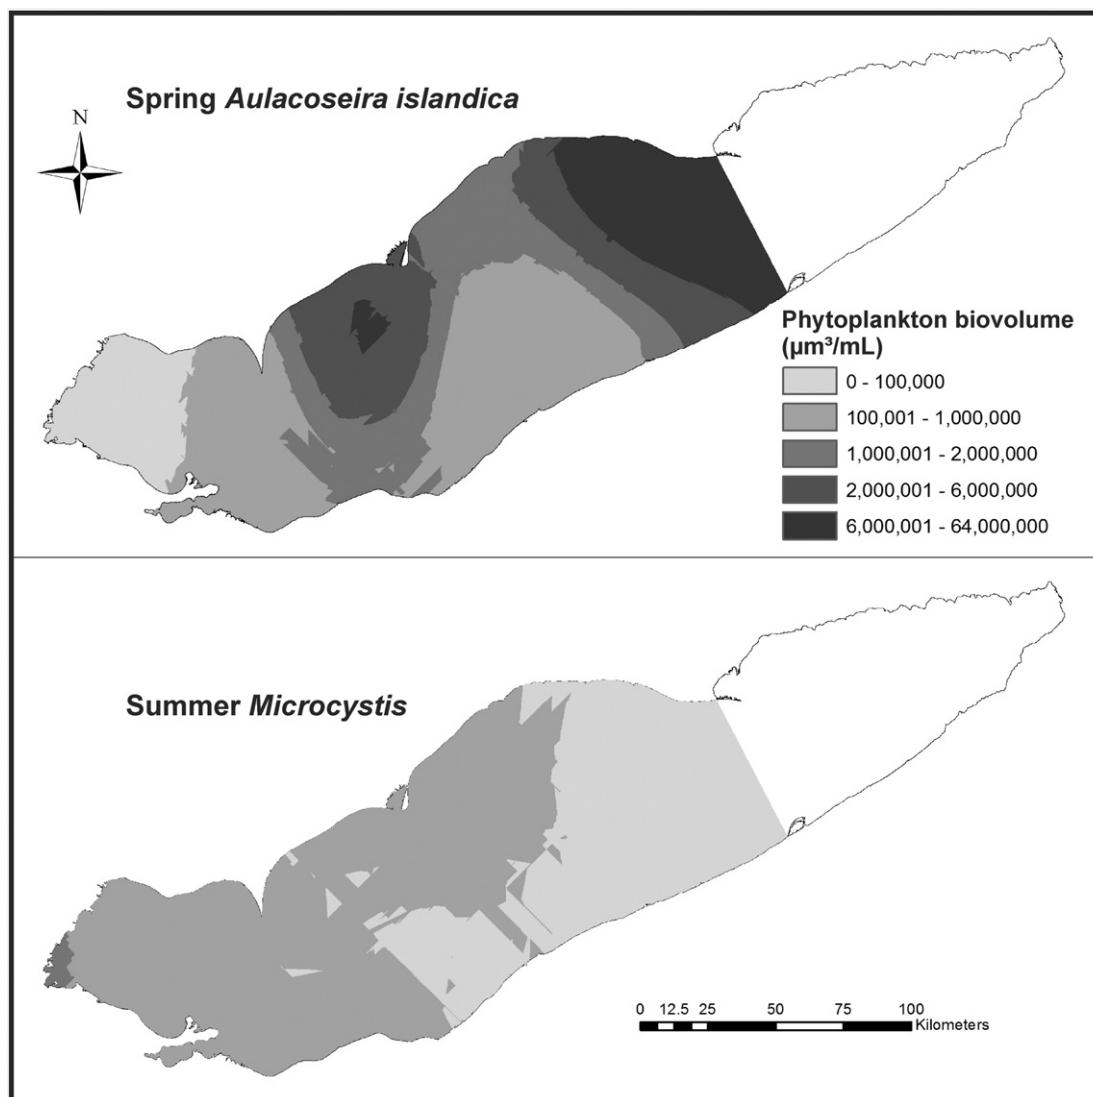 Spring Aulacoseira islandica
N
Phytoplankton biovolume
(µm³/mL)
0 - 100,000
100,001 - 1,000,000
1,000,001 - 2,000,000
2,000,001 - 6,000,000
6,000,001 - 64,000,000
Summer Microcystis
0 12.5 25 50 75 100
Kilometers